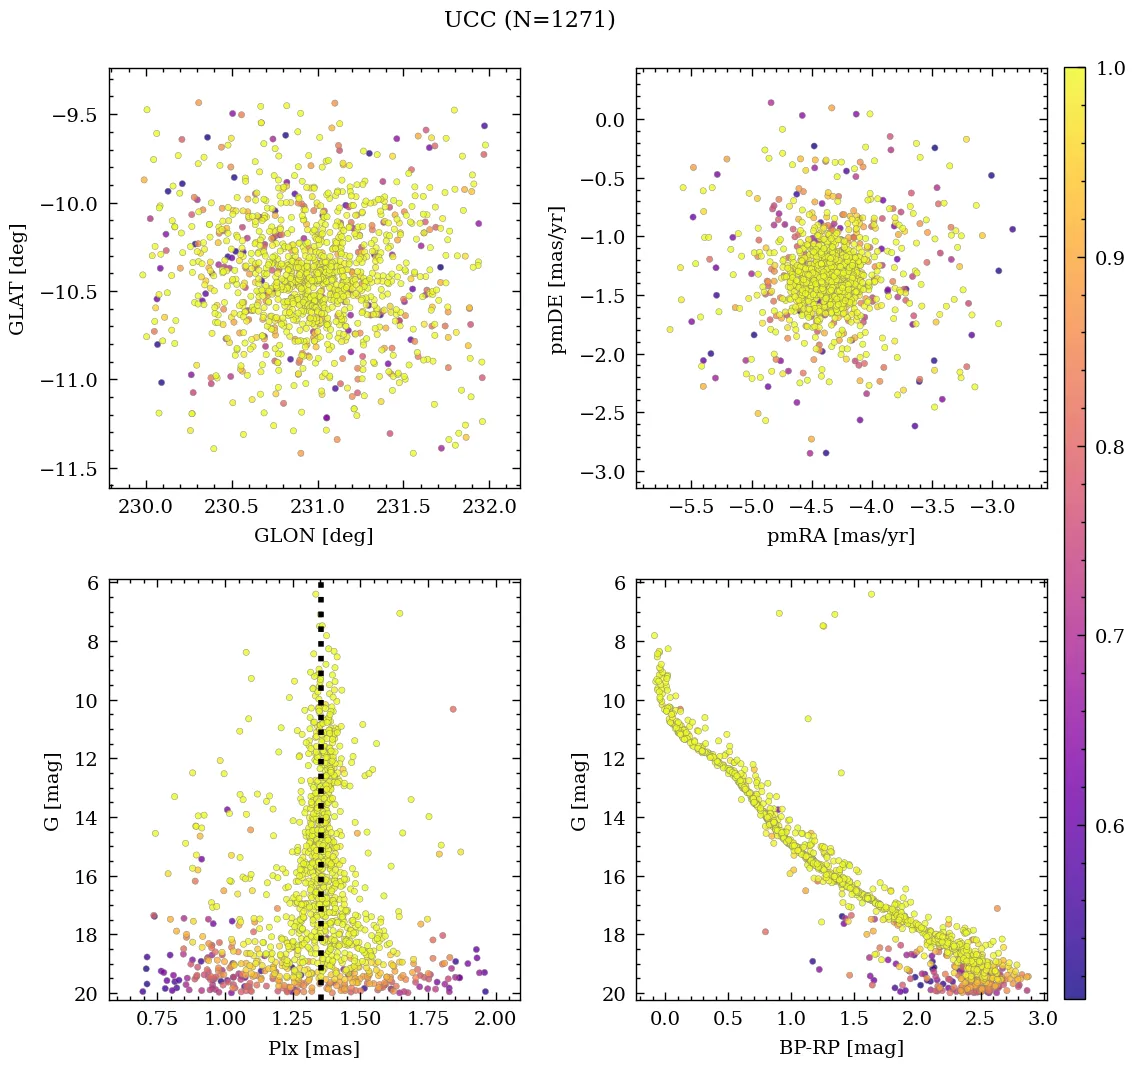 UCC (N=1271)
−9.5
−10.0
−10.5
−11.0
−11.5
GLAT [deg]
230.0 230.5 231.0 231.5 232.0
GLON [deg]
0.0
−0.5
−1.0
−1.5
−2.0
−2.5
−3.0
pmDE [mas/yr]
−5.5 −5.0 −4.5 −4.0 −3.5 −3.0
pmRA [mas/yr]
6
8
10
12
14
16
18
20
G [mag]
0.75 1.00 1.25 1.50 1.75 2.00
Plx [mas]
6
8
10
12
14
16
18
20
G [mag]
0.0 0.5 1.0 1.5 2.0 2.5 3.0
BP-RP [mag]
1.0
0.9
0.8
0.7
0.6